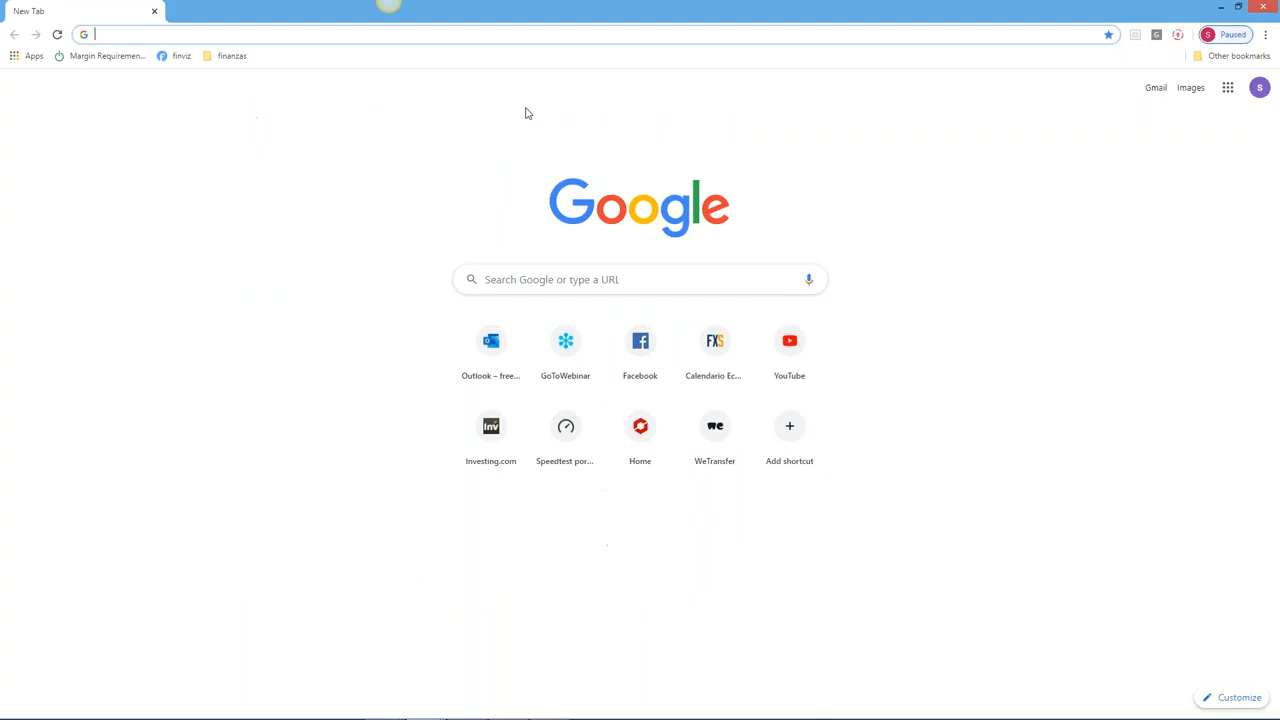 New Tab
S Paused
Apps
Margin Requiremen...
finviz
finanzas
Other bookmarks
Gmail Images
S
Google
Search Google or type a URL
Outlook – free...
GoToWebinar
Facebook
FXS
Calendario Ec...
YouTube
Inv
Investing.com
Speedtest por...
Home
we
WeTransfer
Add shortcut
Customize